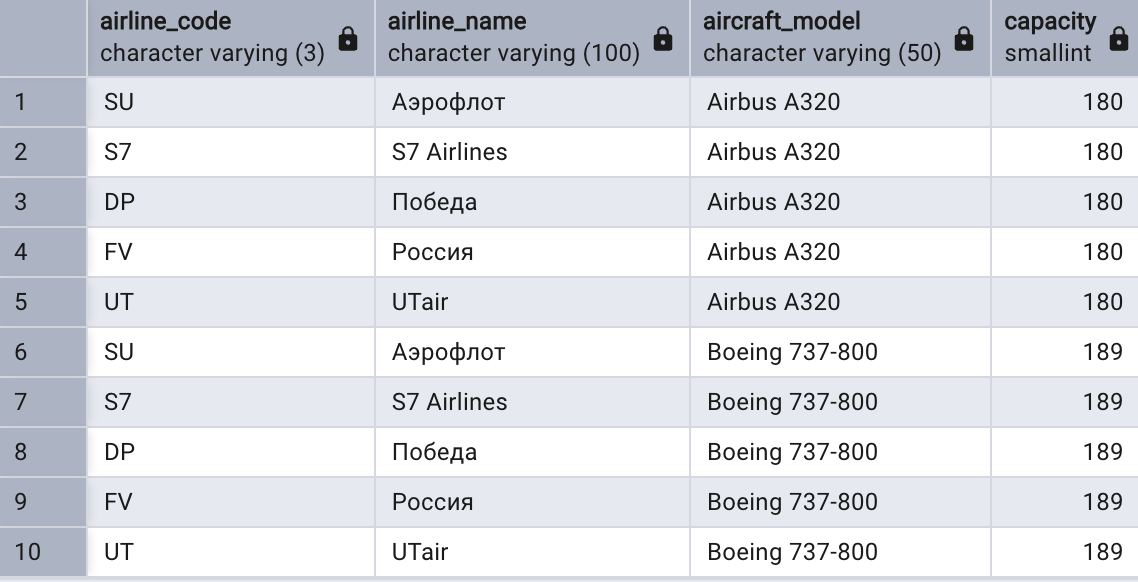 airline_code airline_name aircraft_model capacity
character varying (3) character varying (100) character varying (50) smallint
1 SU Аэрофлот Airbus A320 180
2 S7 S7 Airlines Airbus A320 180
3 DP Победа Airbus A320 180
4 FV Россия Airbus A320 180
5 UT UTair Airbus A320 180
6 SU Аэрофлот Boeing 737-800 189
7 S7 S7 Airlines Boeing 737-800 189
8 DP Победа Boeing 737-800 189
9 FV Россия Boeing 737-800 189
10 UT UTair Boeing 737-800 189